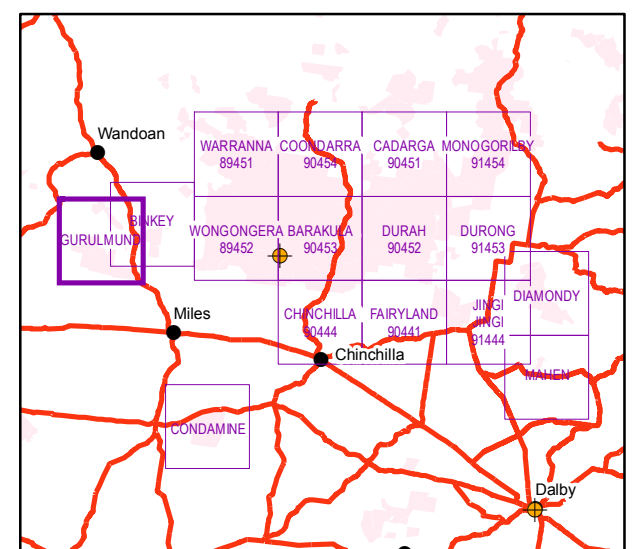 Wandoan
WARRANNA
89451
COONDARRA
90454
CADARGA
90451
MONOGORILBY
91454
BINKEY
GURULMUNDI
WONGONGERA
89452
BARAKULA
90453
DURAH
90452
DURONG
91453
Miles
CHINCHILLA
90444
FAIRYLAND
90441
JINGI
JINGI
91444
DIAMONDY
Chinchilla
MAHEN
CONDAMINE
Dalby